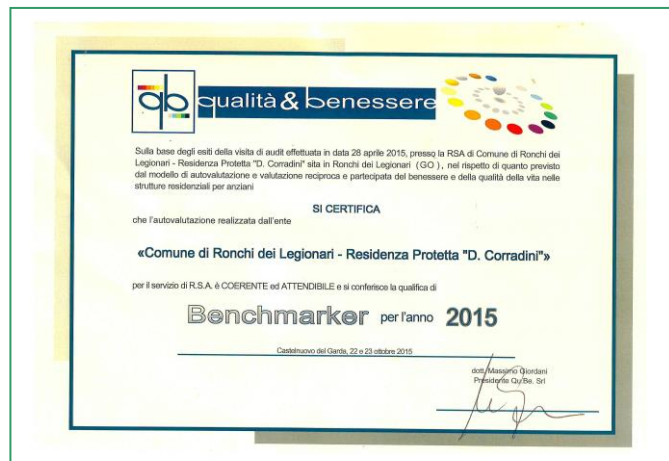 qb qualità & benessere
Sulla base degli esiti della visita di audit effettuata in data 28 aprile 2015, presso la RSA di Comune di Ronchi dei
Legionari - Residenza Protetta "D. Corradini" sita in Ronchi dei Legionari (GO), nel rispetto di quanto previsto
dal modello di autovalutazione e valutazione reciproca e partecipata del benessere e della qualità della vita nelle
strutture residenziali per anziani
SI CERTIFICA
che l'autovalutazione realizzata dall'ente
«Comune di Ronchi dei Legionari - Residenza Protetta "D. Corradini"»
per il servizio di R.S.A. è COERENTE ed ATTENDIBILE e si conferisce la qualifica di
Benchmarker per l'anno 2015
Castelnuovo del Garda, 22 e 23 ottobre 2015
dott. Massimo Giordani
Presidente Qu.Be. Srl